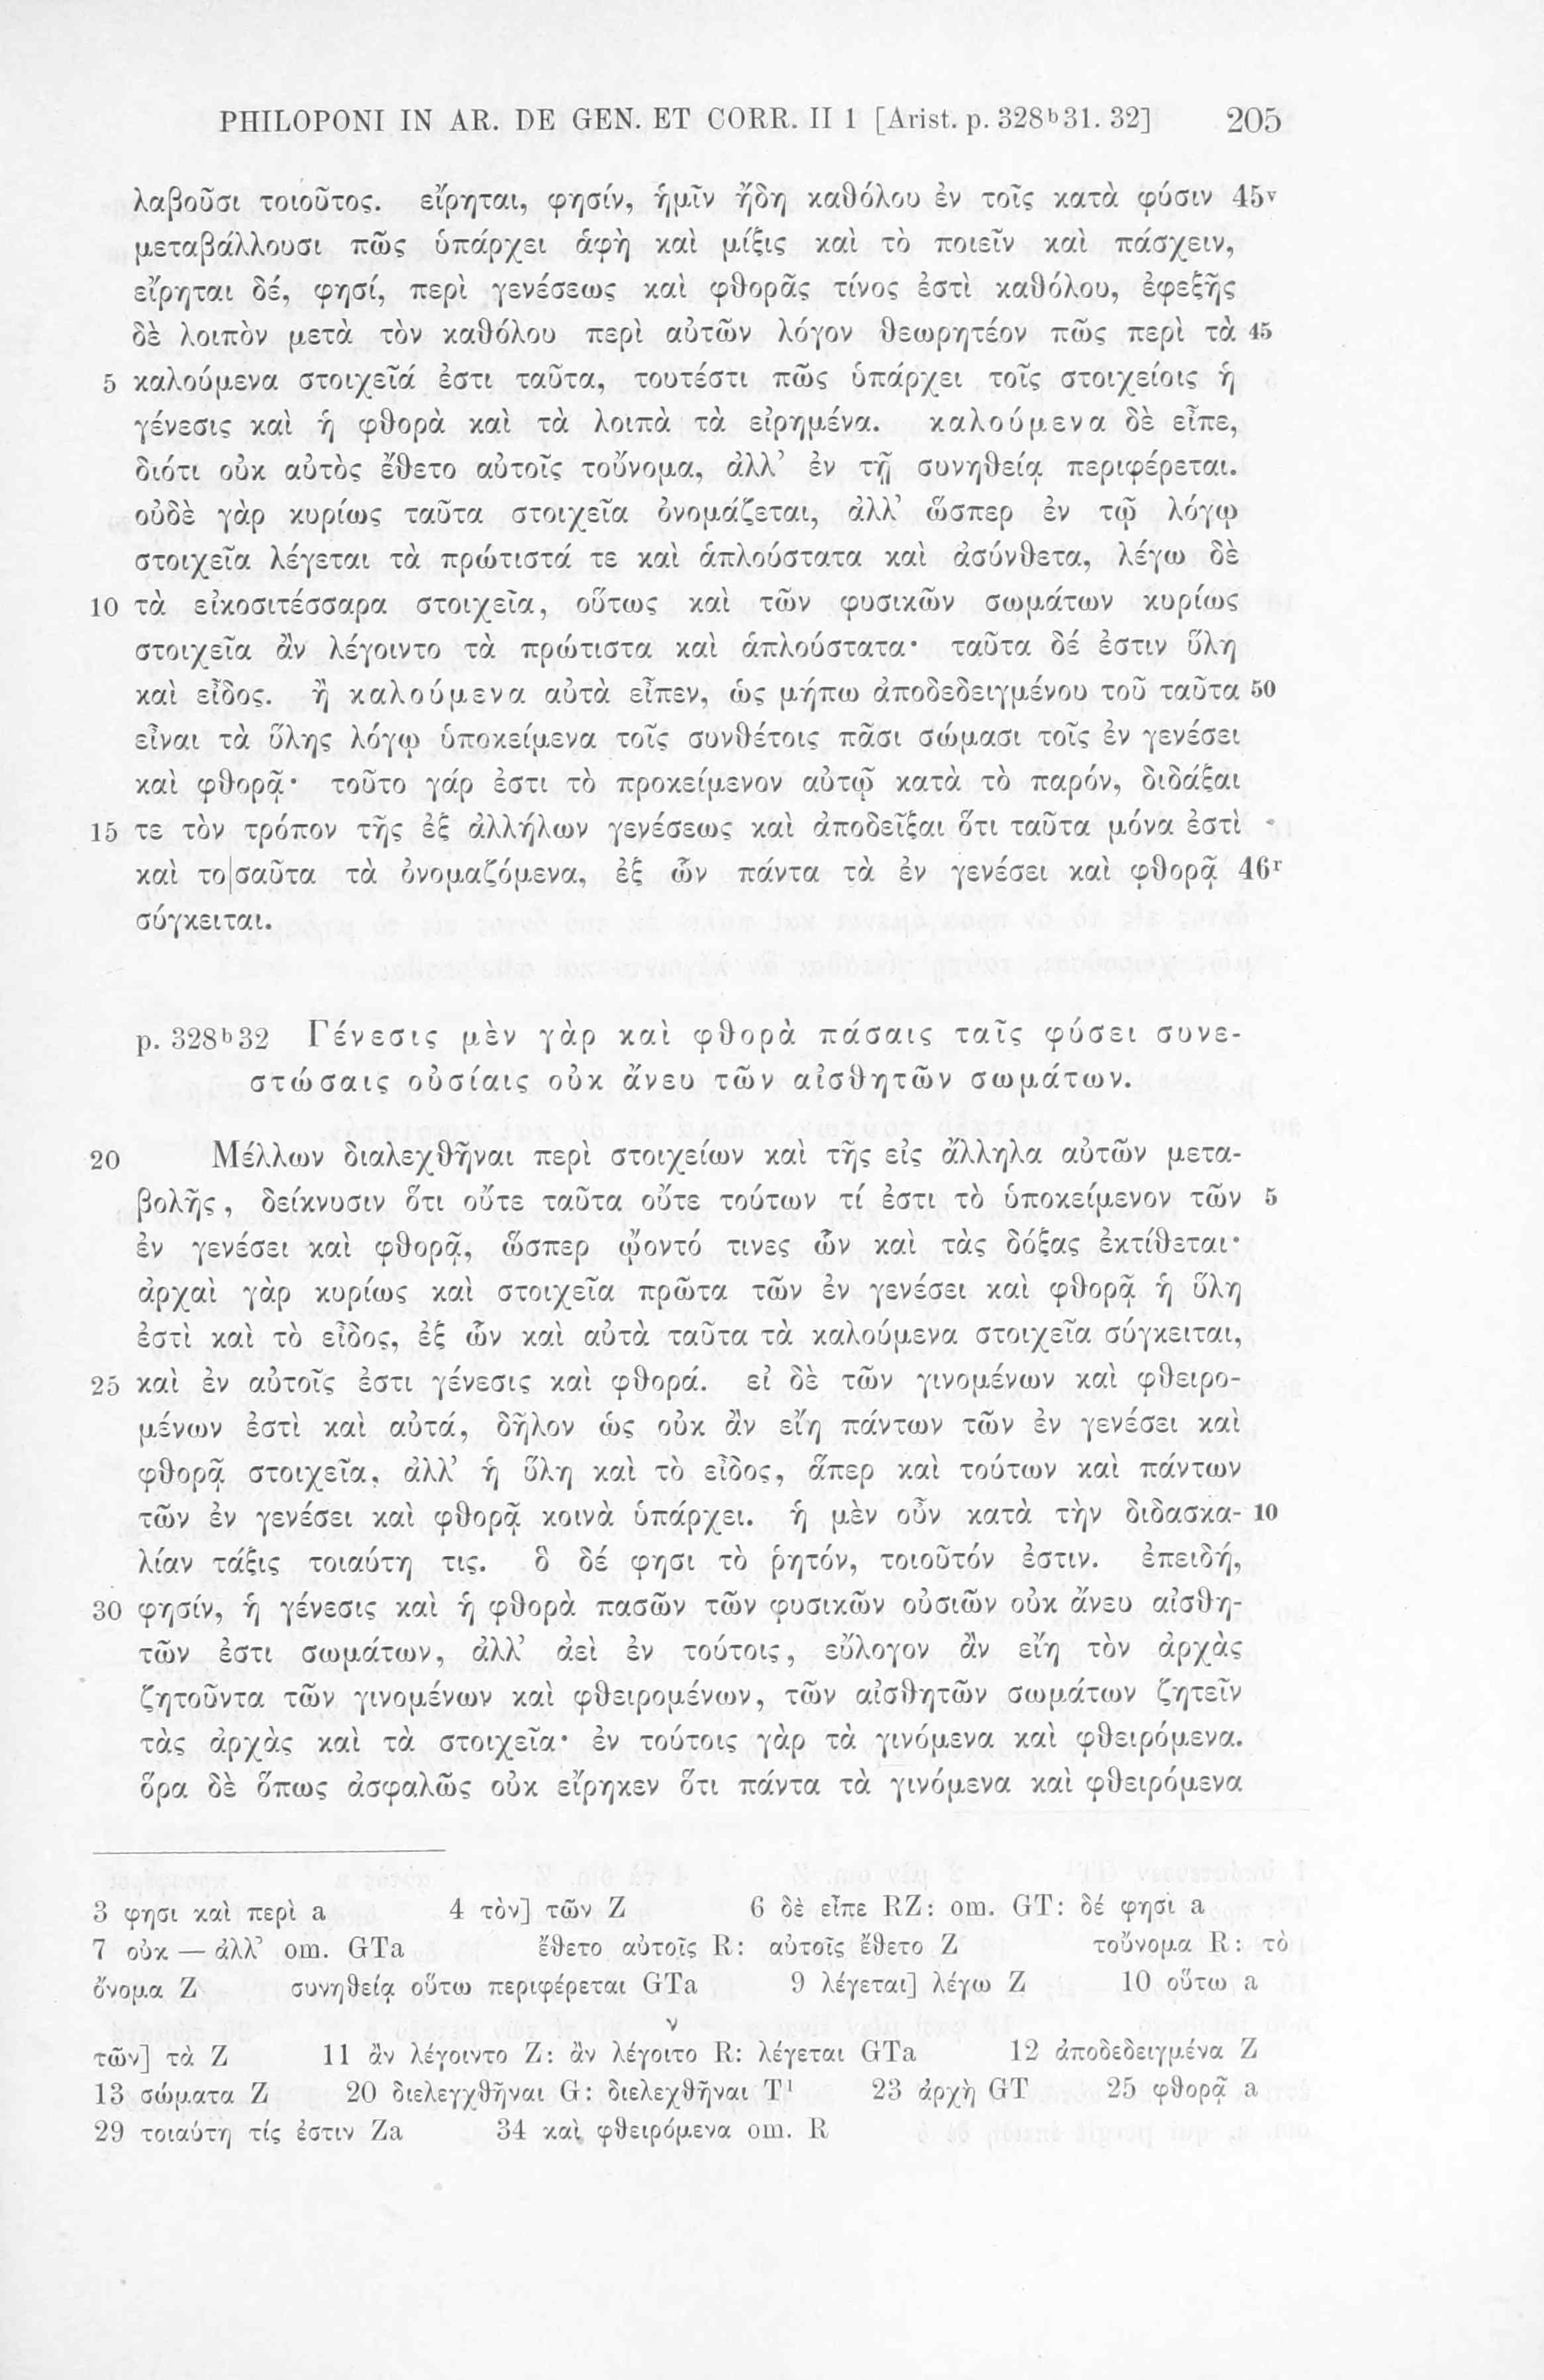 PHILOPONI IN AR. DE GEN. ET CORR. II 1 [Arist. p. 328ᵇ31. 32] 205
λαβοῦσι τοιοῦτος. εἴρηται, φησίν, ἡμῖν ἤδη καθόλου ἐν τοῖς κατὰ φύσιν 45ᵛ
μεταβάλλουσι πῶς ὑπάρχει ἁφὴ καὶ μίξις καὶ τὸ ποιεῖν καὶ πάσχειν,
εἴρηται δέ, φησί, περὶ γενέσεως καὶ φθορᾶς τίνος ἐστὶ καθόλου, ἐφεξῆς
δὲ λοιπὸν μετὰ τὸν καθόλου περὶ αὐτῶν λόγον θεωρητέον πῶς περὶ τὰ 45
5 καλούμενα στοιχεῖά ἐστι ταῦτα, τουτέστι πῶς ὑπάρχει τοῖς στοιχείοις ἡ
γένεσις καὶ ἡ φθορὰ καὶ τὰ λοιπὰ τὰ εἰρημένα. καλούμενα δὲ εἶπε,
διότι οὐκ αὐτὸς ἔθετο αὐτοῖς τοὔνομα, ἀλλ’ ἐν τῇ συνηθείᾳ περιφέρεται.
οὐδὲ γὰρ κυρίως ταῦτα στοιχεῖα ὀνομάζεται, ἀλλ’ ὥσπερ ἐν τῷ λόγῳ
στοιχεῖα λέγεται τὰ πρώτιστά τε καὶ ἁπλούστατα καὶ ἀσύνθετα, λέγω δὲ
10 τὰ εἰκοσιτέσσαρα στοιχεῖα, οὕτως καὶ τῶν φυσικῶν σωμάτων κυρίως
στοιχεῖα ἂν λέγοιντο τὰ πρώτιστα καὶ ἁπλούστατα· ταῦτα δέ ἐστιν ὕλη
καὶ εἶδος. ἢ καλούμενα αὐτὰ εἶπεν, ὡς μήπω ἀποδεδειγμένου τοῦ ταῦτα 50
εἶναι τὰ ὕλης λόγῳ ὑποκείμενα τοῖς συνθέτοις πᾶσι σώμασι τοῖς ἐν γενέσει
καὶ φθορᾷ· τοῦτο γάρ ἐστι τὸ προκείμενον αὐτῷ κατὰ τὸ παρόν, διδάξαι
15 τε τὸν τρόπον τῆς ἐξ ἀλλήλων γενέσεως καὶ ἀποδεῖξαι ὅτι ταῦτα μόνα ἐστὶ
καὶ το|σαῦτα τὰ ὀνομαζόμενα, ἐξ ὧν πάντα τὰ ἐν γενέσει καὶ φθορᾷ 46ʳ
σύγκειται.
p. 328ᵇ32 Γένεσις μὲν γὰρ καὶ φθορὰ πάσαις ταῖς φύσει συνε-
στώσαις οὐσίαις οὐκ ἄνευ τῶν αἰσθητῶν σωμάτων.
20 Μέλλων διαλεχθῆναι περὶ στοιχείων καὶ τῆς εἰς ἄλληλα αὐτῶν μετα-
βολῆς, δείκνυσιν ὅτι οὔτε ταῦτα οὔτε τούτων τί ἐστι τὸ ὑποκείμενον τῶν 5
ἐν γενέσει καὶ φθορᾷ, ὥσπερ ᾤοντό τινες ὧν καὶ τὰς δόξας ἐκτίθεται·
ἀρχαὶ γὰρ κυρίως καὶ στοιχεῖα πρῶτα τῶν ἐν γενέσει καὶ φθορᾷ ἡ ὕλη
ἐστὶ καὶ τὸ εἶδος, ἐξ ὧν καὶ αὐτὰ ταῦτα τὰ καλούμενα στοιχεῖα σύγκειται,
25 καὶ ἐν αὐτοῖς ἐστι γένεσις καὶ φθορά. εἰ δὲ τῶν γινομένων καὶ φθειρο-
μένων ἐστὶ καὶ αὐτά, δῆλον ὡς οὐκ ἂν εἴη πάντων τῶν ἐν γενέσει καὶ
φθορᾷ στοιχεῖα, ἀλλ’ ἡ ὕλη καὶ τὸ εἶδος, ἅπερ καὶ τούτων καὶ πάντων
τῶν ἐν γενέσει καὶ φθορᾷ κοινὰ ὑπάρχει. ἡ μὲν οὖν κατὰ τὴν διδασκα- 10
λίαν τάξις τοιαύτη τις. ὃ δέ φησι τὸ ῥητόν, τοιοῦτόν ἐστιν. ἐπειδή,
30 φησίν, ἡ γένεσις καὶ ἡ φθορὰ πασῶν τῶν φυσικῶν οὐσιῶν οὐκ ἄνευ αἰσθη-
τῶν ἐστι σωμάτων, ἀλλ’ ἀεὶ ἐν τούτοις, εὔλογον ἂν εἴη τὸν ἀρχὰς
ζητοῦντα τῶν γινομένων καὶ φθειρομένων, τῶν αἰσθητῶν σωμάτων ζητεῖν
τὰς ἀρχὰς καὶ τὰ στοιχεῖα· ἐν τούτοις γὰρ τὰ γινόμενα καὶ φθειρόμενα.
ὅρα δὲ ὅπως ἀσφαλῶς οὐκ εἴρηκεν ὅτι πάντα τὰ γινόμενα καὶ φθειρόμενα
3 φησι καὶ περὶ a 4 τὸν] τῶν Z 6 δὲ εἶπε RZ: om. GT: δέ φησι a
7 οὐκ — ἀλλ’ om. GTa ἔθετο αὐτοῖς R: αὐτοῖς ἔθετο Z τοὔνομα R: τὸ
ὄνομα Z συνηθείᾳ οὕτω περιφέρεται GTa 9 λέγεται] λέγω Z 10 οὕτω a
ν
τῶν] τὰ Z 11 ἂν λέγοιντο Z: ἂν λέγοιτο R: λέγεται GTa 12 ἀποδεδειγμένα Z
13 σώματα Z 20 διελεγχθῆναι G: διελεχθῆναι T¹ 23 ἀρχὴ GT 25 φθορᾷ a
29 τοιαύτη τίς ἐστιν Za 34 καὶ φθειρόμενα om. R